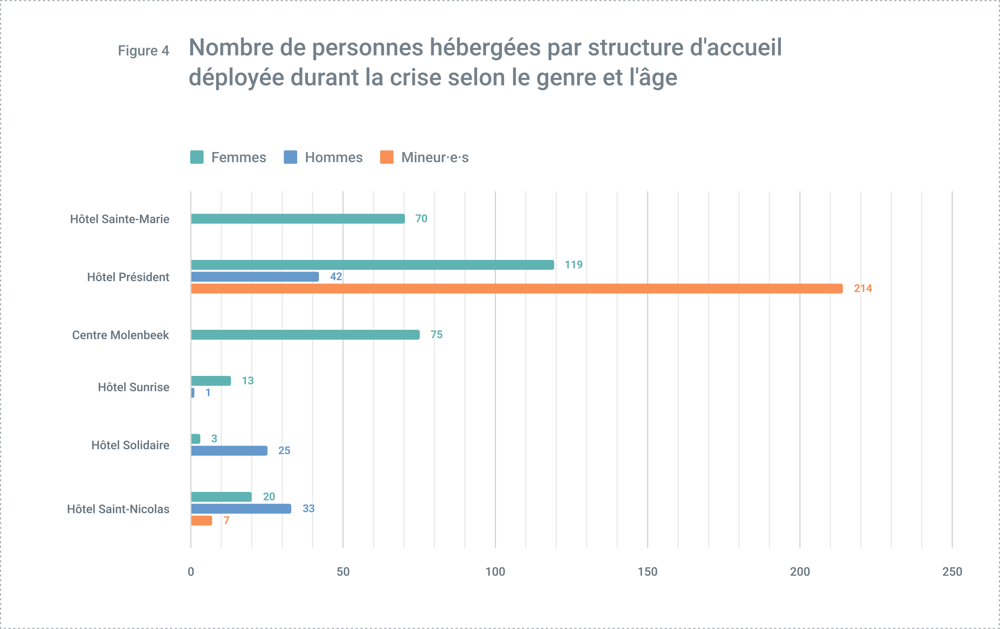 Figure 4
Nombre de personnes hébergées par structure d'accueil
déployée durant la crise selon le genre et l'âge
Femmes
Hommes
Mineur·e·s
Hôtel Sainte-Marie
70
Hôtel Président
119
42
214
Centre Molenbeek
75
Hôtel Sunrise
13
1
Hôtel Solidaire
3
25
Hôtel Saint-Nicolas
20
33
7
0
50
100
150
200
250